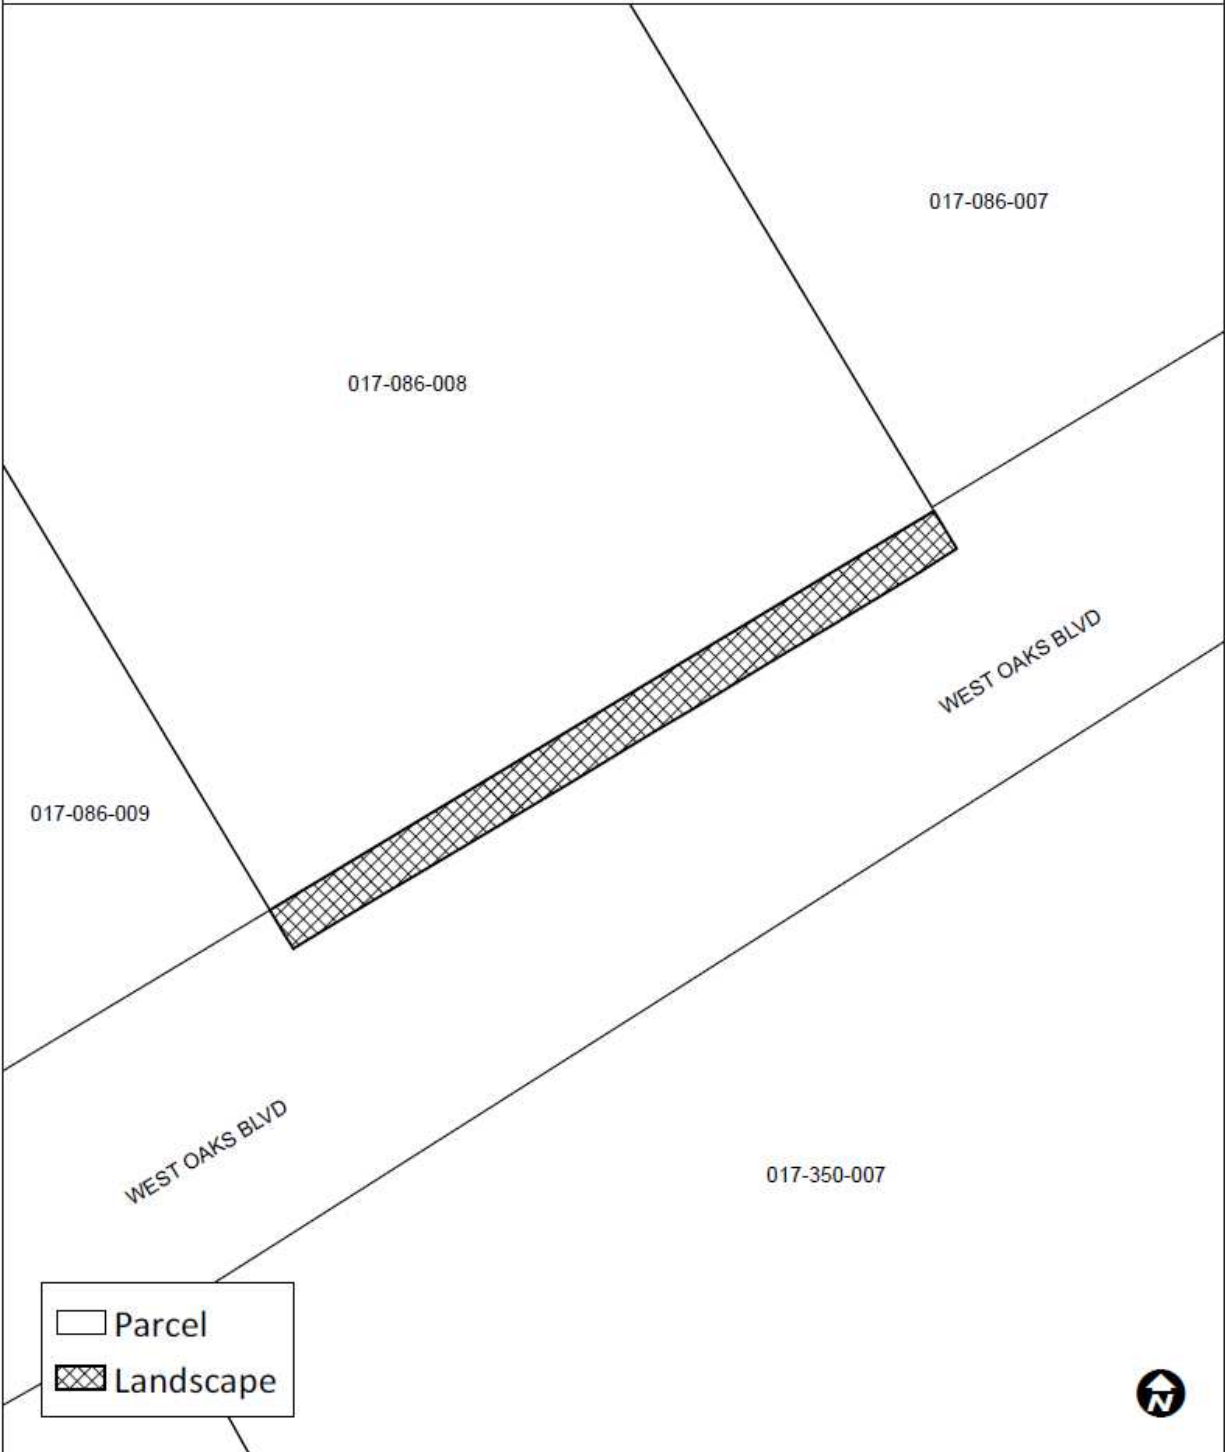 017-086-007
017-086-008
WEST OAKS BLVD
017-086-009
WEST OAKS BLVD
017-350-007
Parcel
Landscape
N